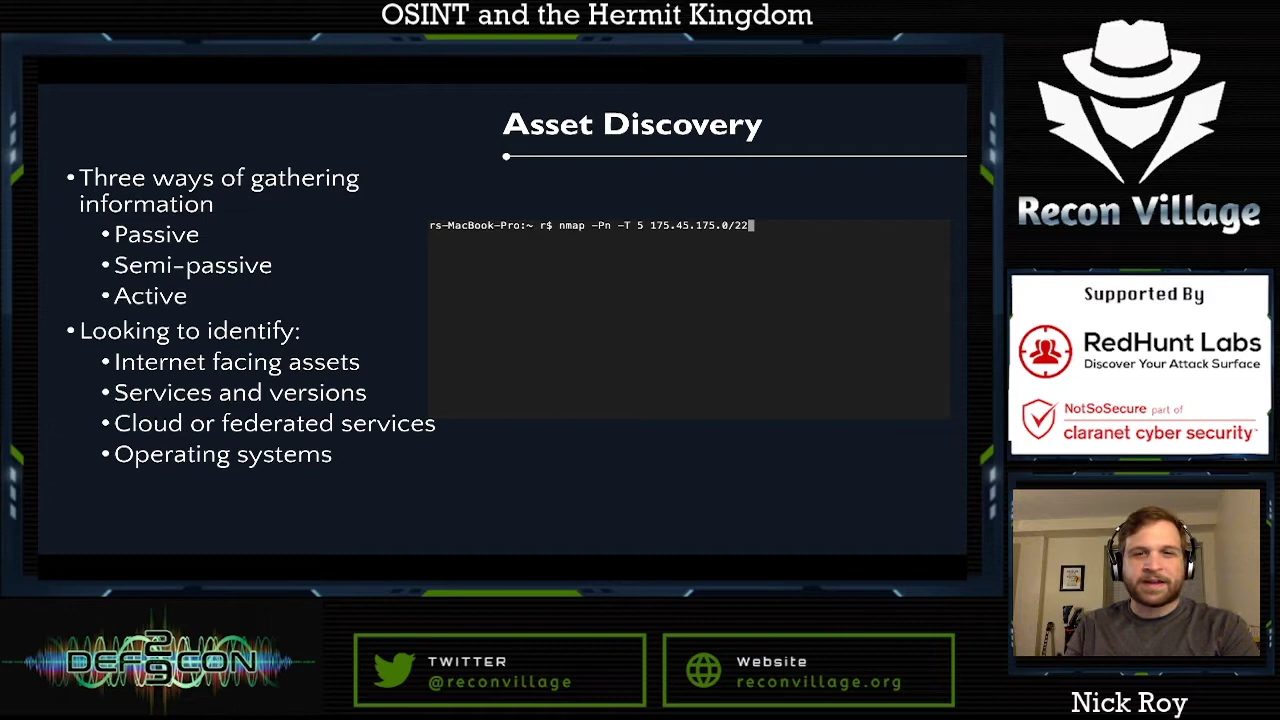 OSINT and the Hermit Kingdom
Asset Discovery
•Three ways of gathering
information
•Passive
•Semi-passive
•Active
•Looking to identify:
•Internet facing assets
•Services and versions
•Cloud or federated services
•Operating systems
rs-MacBook-Pro:~ r$ nmap -Pn -T 5 175.45.175.0/22
Recon Village
Supported By
RedHunt Labs
Discover Your Attack Surface
NotSoSecure part of
claranet cyber security
DEFCON
29
TWITTER
@reconvillage
Website
reconvillage.org
Nick Roy